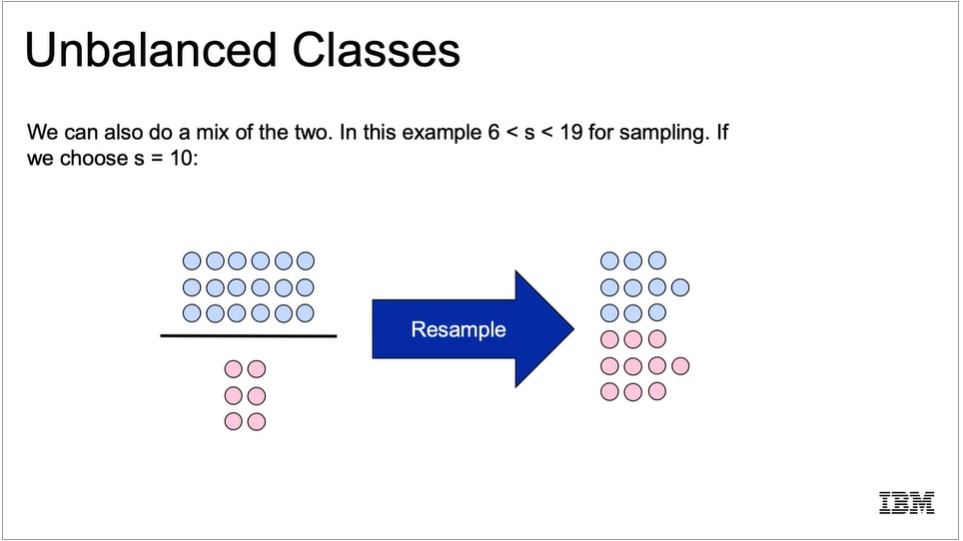 Unbalanced Classes
We can also do a mix of the two. In this example 6 < s < 19 for sampling. If
we choose s = 10:
Resample
IBM